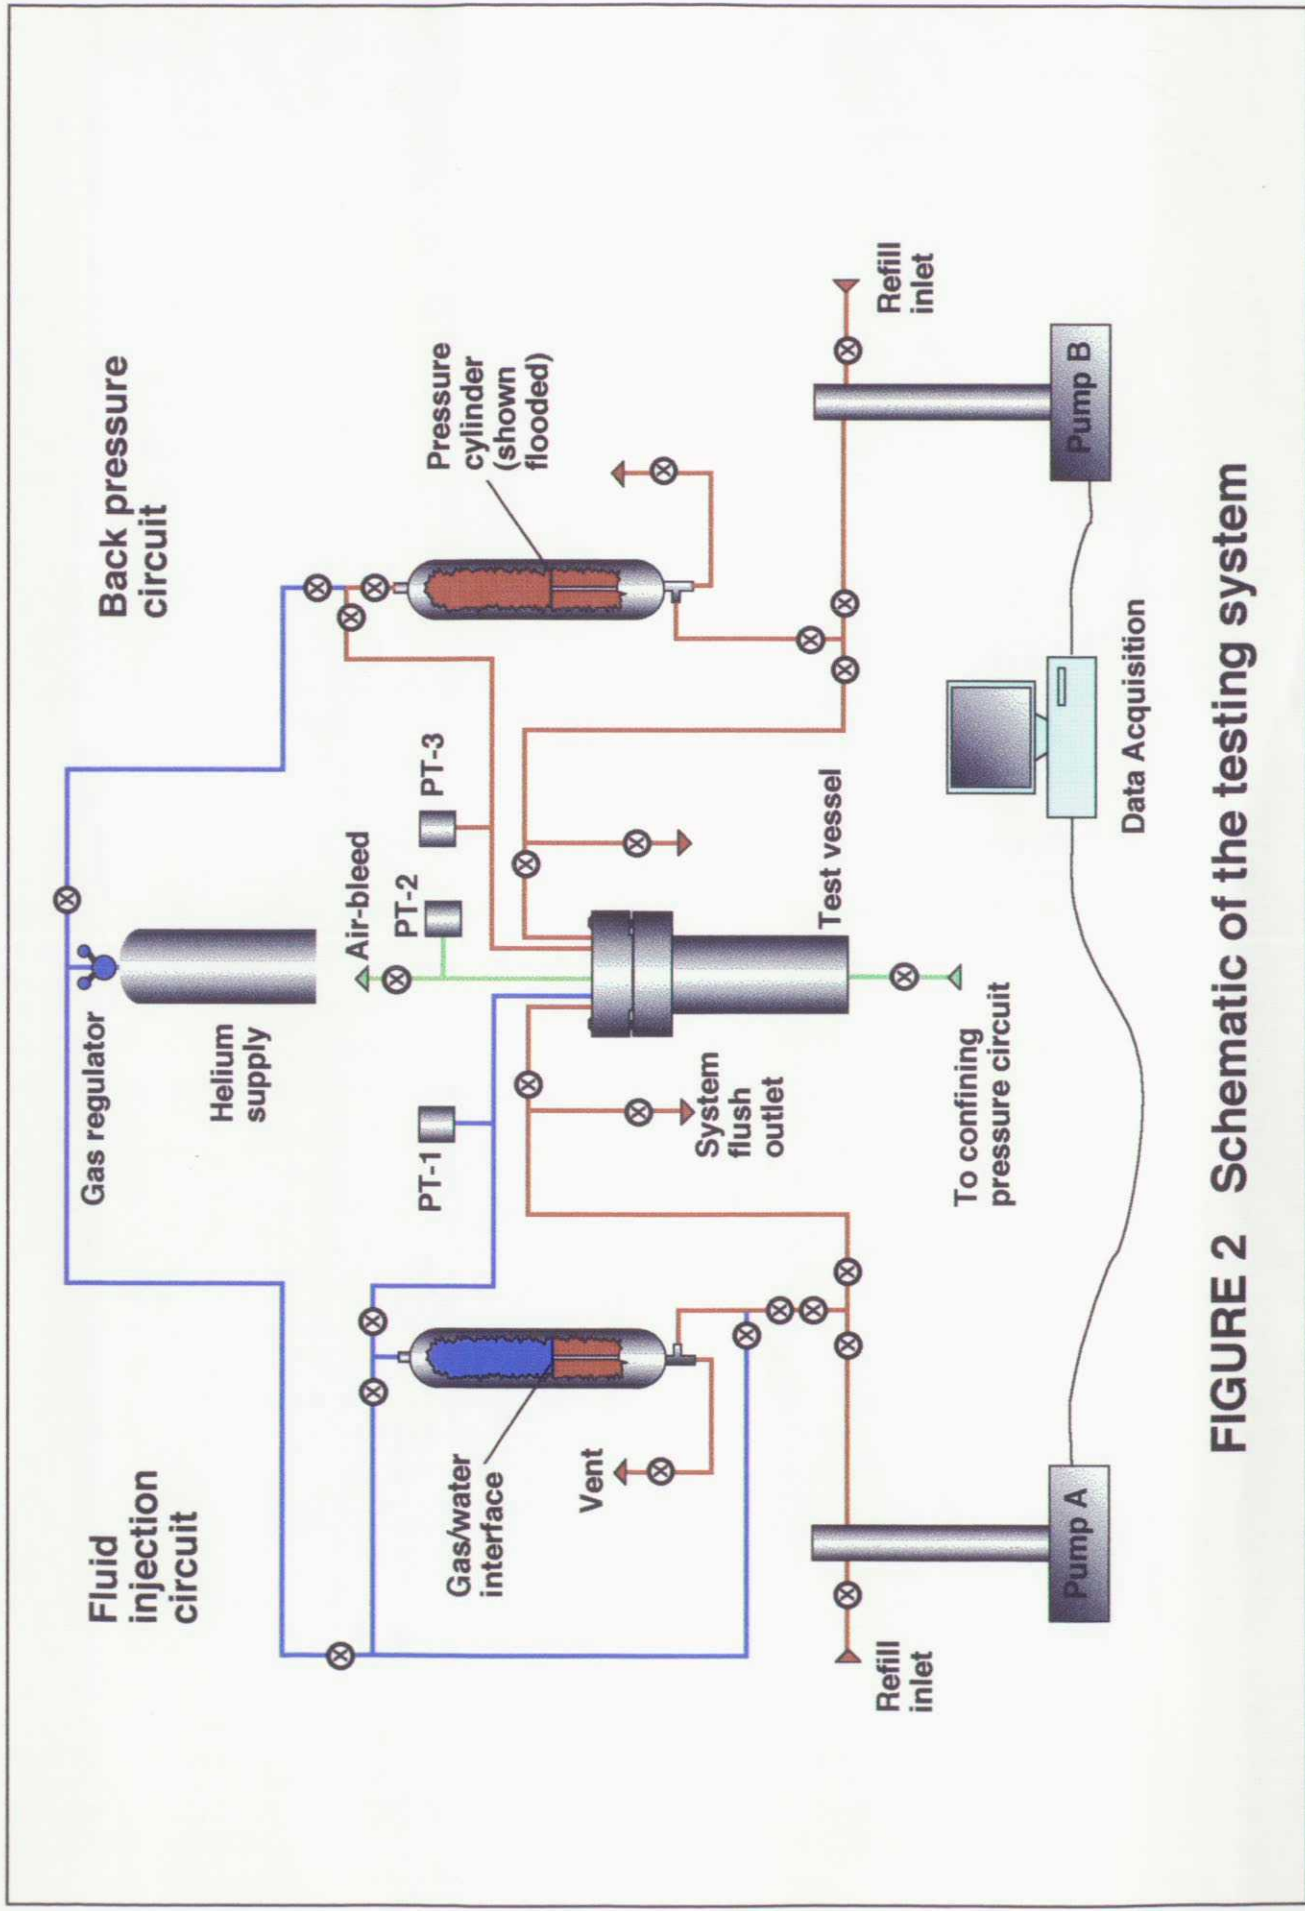 Fluid
injection
circuit
Back pressure
circuit
Gas regulator
Helium
supply
Air-bleed
PT-2
PT-1
PT-3
Pressure
cylinder
(shown
flooded)
Gas/water
interface
Vent
System
flush
outlet
Test vessel
Refill
inlet
Refill
inlet
To confining
pressure circuit
Pump A
Data Acquisition
Pump B
FIGURE 2 Schematic of the testing system